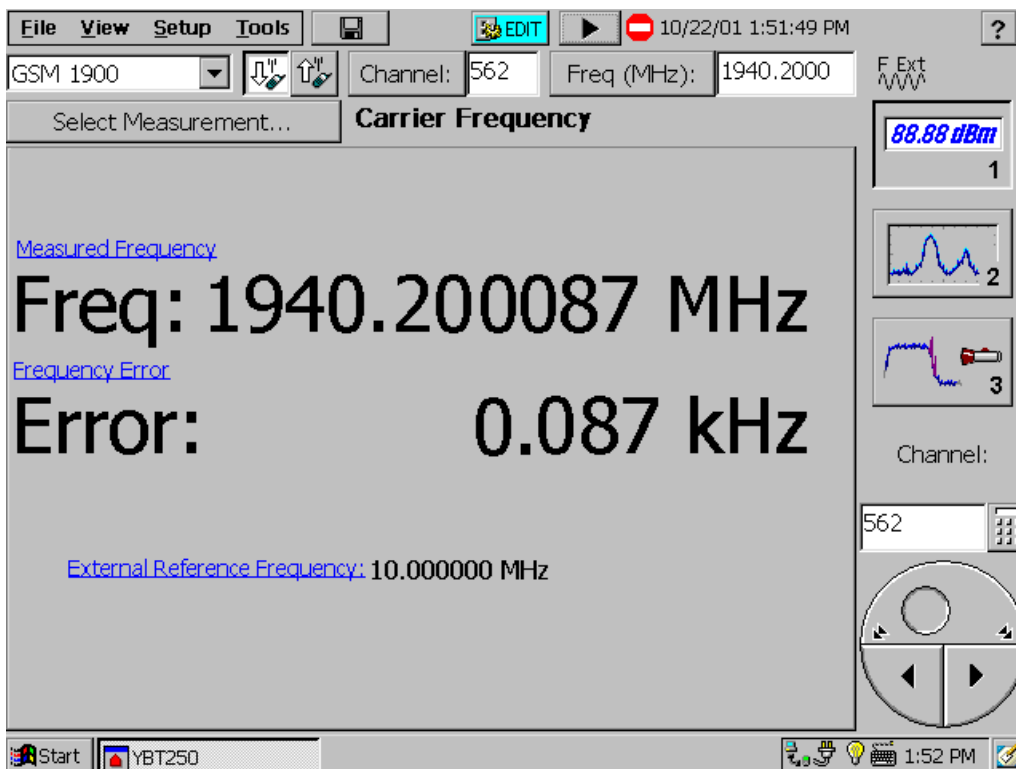 File View Setup Tools EDIT 10/22/01 1:51:49 PM ?
GSM 1900 Channel: 562 Freq (MHz): 1940.2000 F Ext
Select Measurement... Carrier Frequency
88.88 dBm
1
Measured Frequency
Freq: 1940.200087 MHz
2
Frequency Error
Error: 0.087 kHz
3
Channel:
562
External Reference Frequency: 10.000000 MHz
Start YBT250 1:52 PM